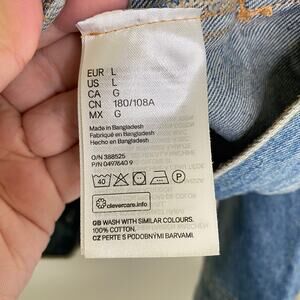 EUR L
US L
CA G
CN 180/108A
MX G
Made in Bangladesh
Fabriqué en Bangladesh
Hecho en Bangladesh
O/N 388525
P/N 0497640 9
40
P
clevercare.info
GB WASH WITH SIMILAR COLOURS.
100% COTTON.
CZ PERTE S PODOBNÝMI BARVAMI.